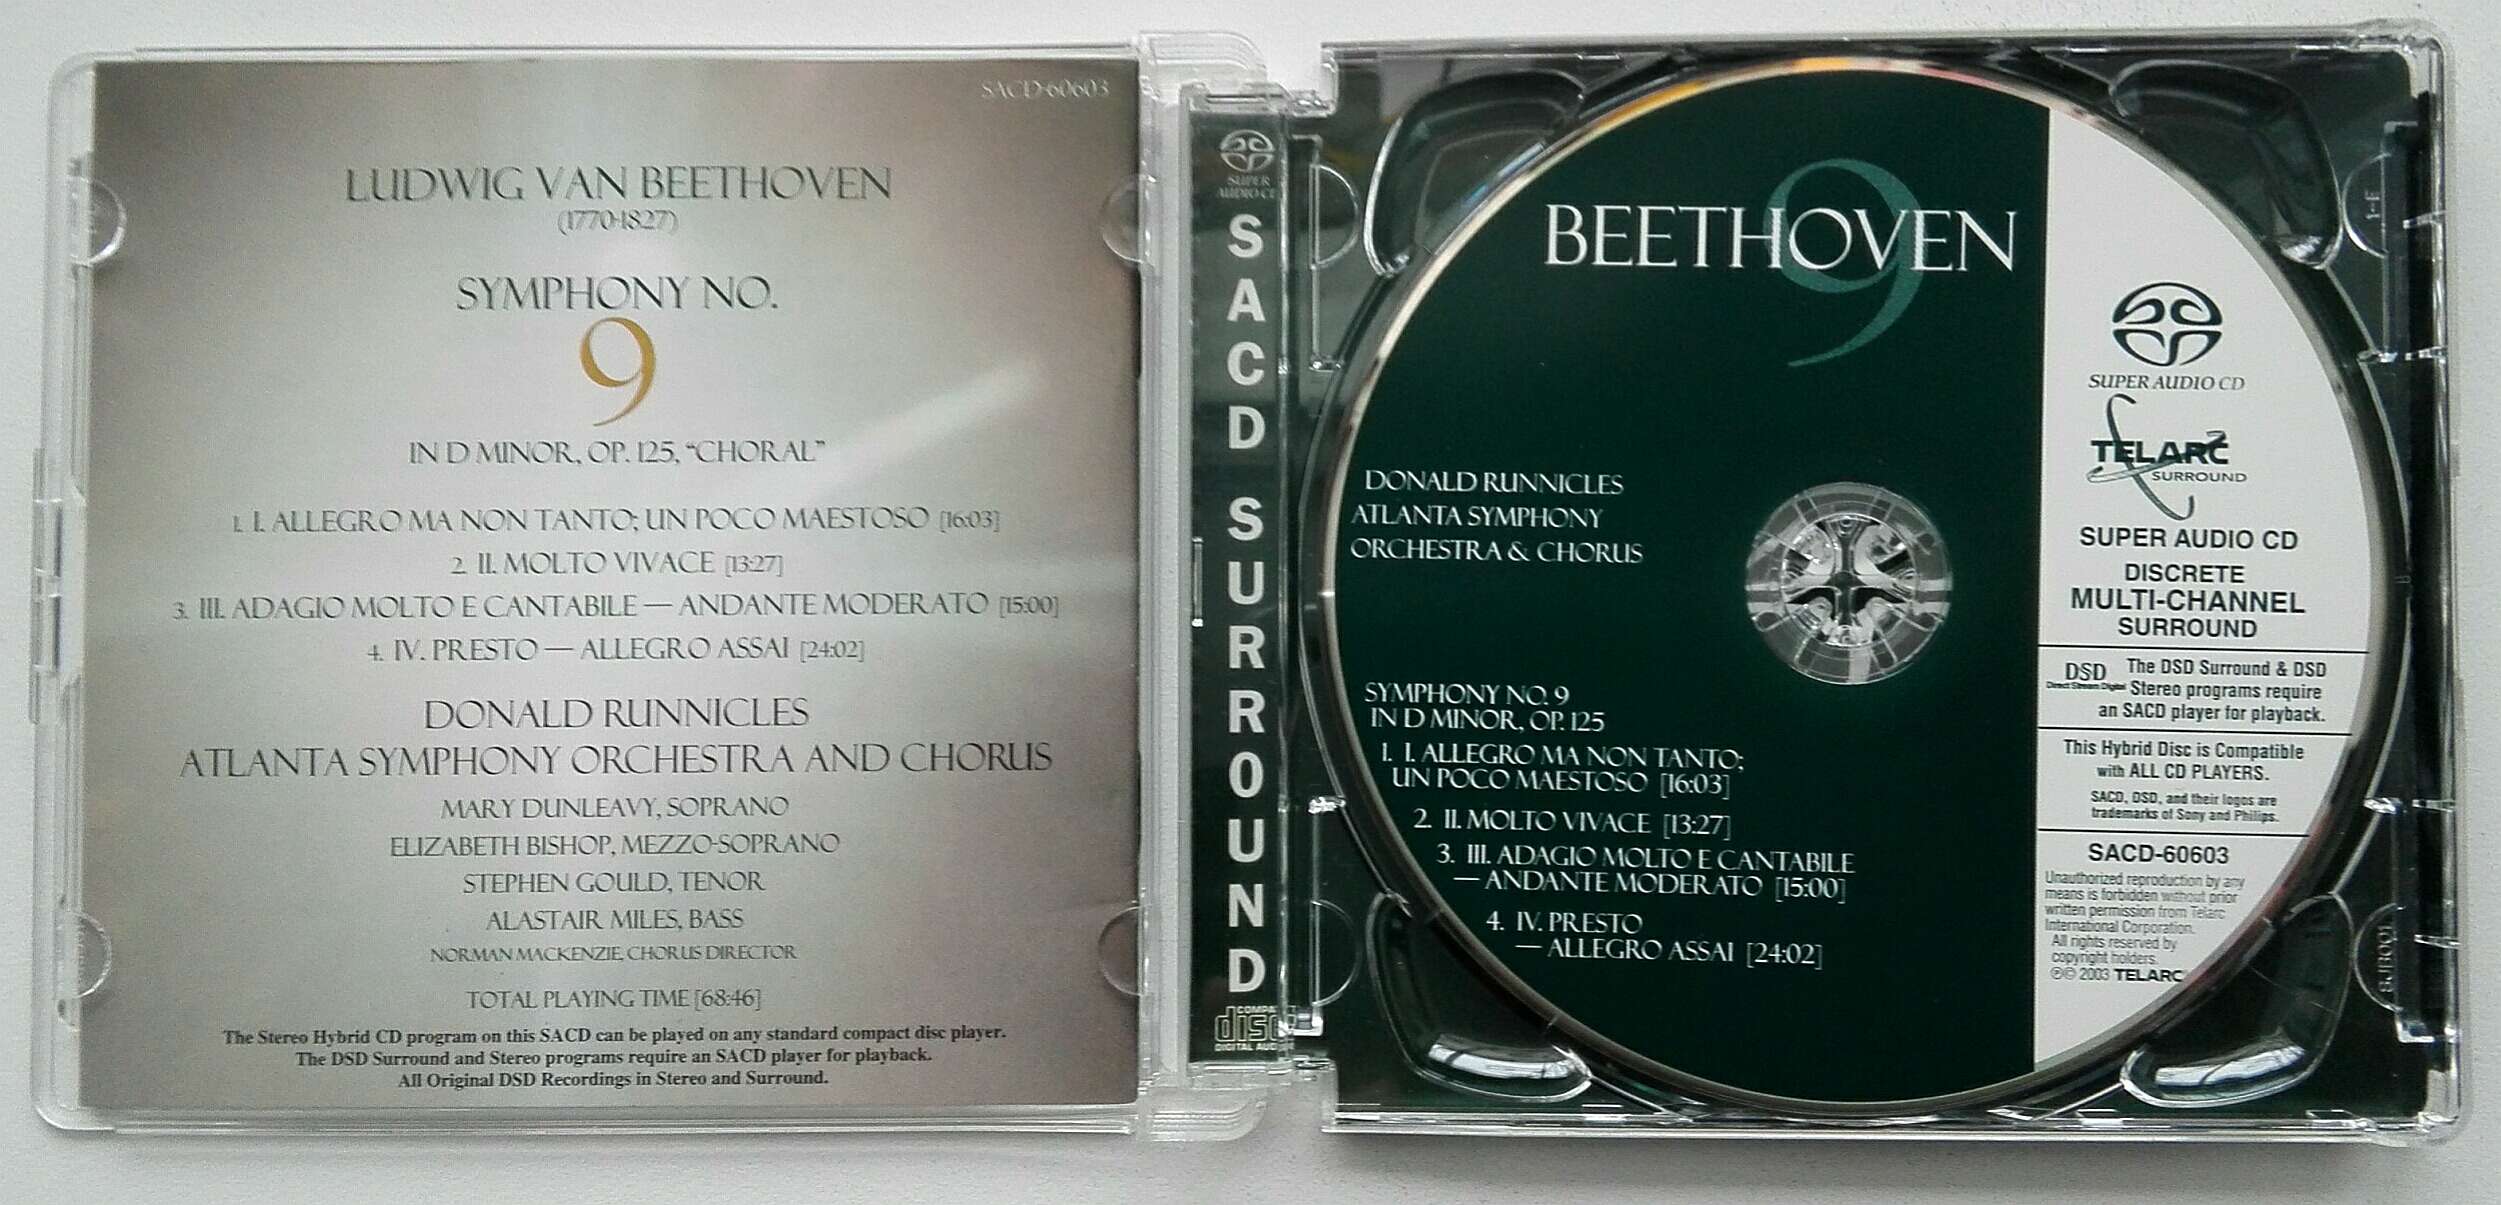 SACD-60603
LUDWIG VAN BEETHOVEN
(1770-1827)
SYMPHONY NO.
9
IN D MINOR, OP. 125, “CHORAL”
1. I. ALLEGRO MA NON TANTO; UN POCO MAESTOSO [16:03]
2. II. MOLTO VIVACE [13:27]
3. III. ADAGIO MOLTO E CANTABILE — ANDANTE MODERATO [15:00]
4. IV. PRESTO — ALLEGRO ASSAI [24:02]
DONALD RUNNICLES
ATLANTA SYMPHONY ORCHESTRA AND CHORUS
MARY DUNLEAVY, SOPRANO
ELIZABETH BISHOP, MEZZO-SOPRANO
STEPHEN GOULD, TENOR
ALASTAIR MILES, BASS
NORMAN MACKENZIE, CHORUS DIRECTOR
TOTAL PLAYING TIME [68:46]
The Stereo Hybrid CD program on this SACD can be played on any standard compact disc player.
The DSD Surround and Stereo programs require an SACD player for playback.
All Original DSD Recordings in Stereo and Surround.
SUPER
AUDIO CD
SACD SURROUND
COMPACT
disc
DIGITAL AUDIO
BEETHOVEN
9
DONALD RUNNICLES
ATLANTA SYMPHONY
ORCHESTRA & CHORUS
SYMPHONY NO. 9
IN D MINOR, OP. 125
1. I. ALLEGRO MA NON TANTO;
UN POCO MAESTOSO [16:03]
2. II. MOLTO VIVACE [13:27]
3. III. ADAGIO MOLTO E CANTABILE
— ANDANTE MODERATO [15:00]
4. IV. PRESTO
— ALLEGRO ASSAI [24:02]
SUPER AUDIO CD
TELARC
SURROUND
SUPER AUDIO CD
DISCRETE
MULTI-CHANNEL
SURROUND
DSD
Direct Stream Digital
The DSD Surround & DSD
Stereo programs require
an SACD player for playback.
This Hybrid Disc is Compatible
with ALL CD PLAYERS.
SACD, DSD, and their logos are
trademarks of Sony and Philips.
SACD-60603
Unauthorized reproduction by any
means is forbidden without prior
written permission from Telarc
International Corporation.
All rights reserved by
copyright holders.
℗© 2003 TELARC
1-E